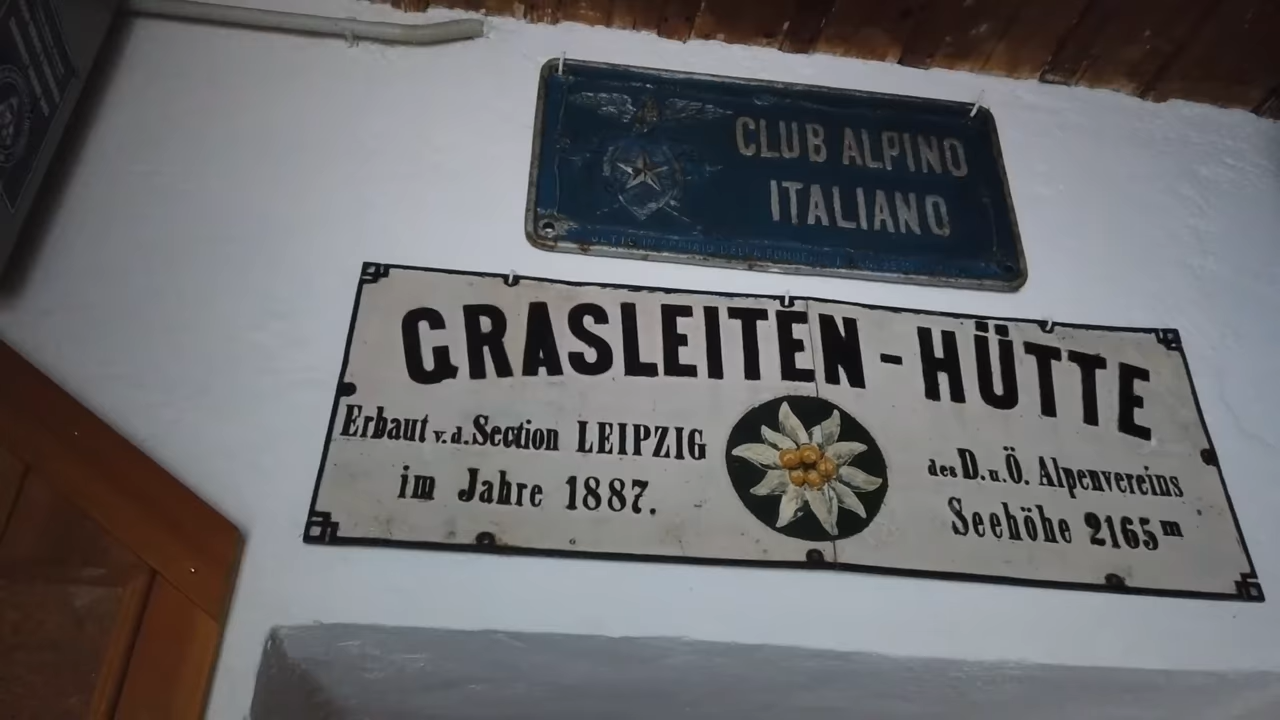 CLUB ALPINO
ITALIANO
GRASLEITEN-HÜTTE
Erbaut v. d. Section LEIPZIG
im Jahre 1887.
des D. u. Ö. Alpenvereins
Seehöhe 2165 m